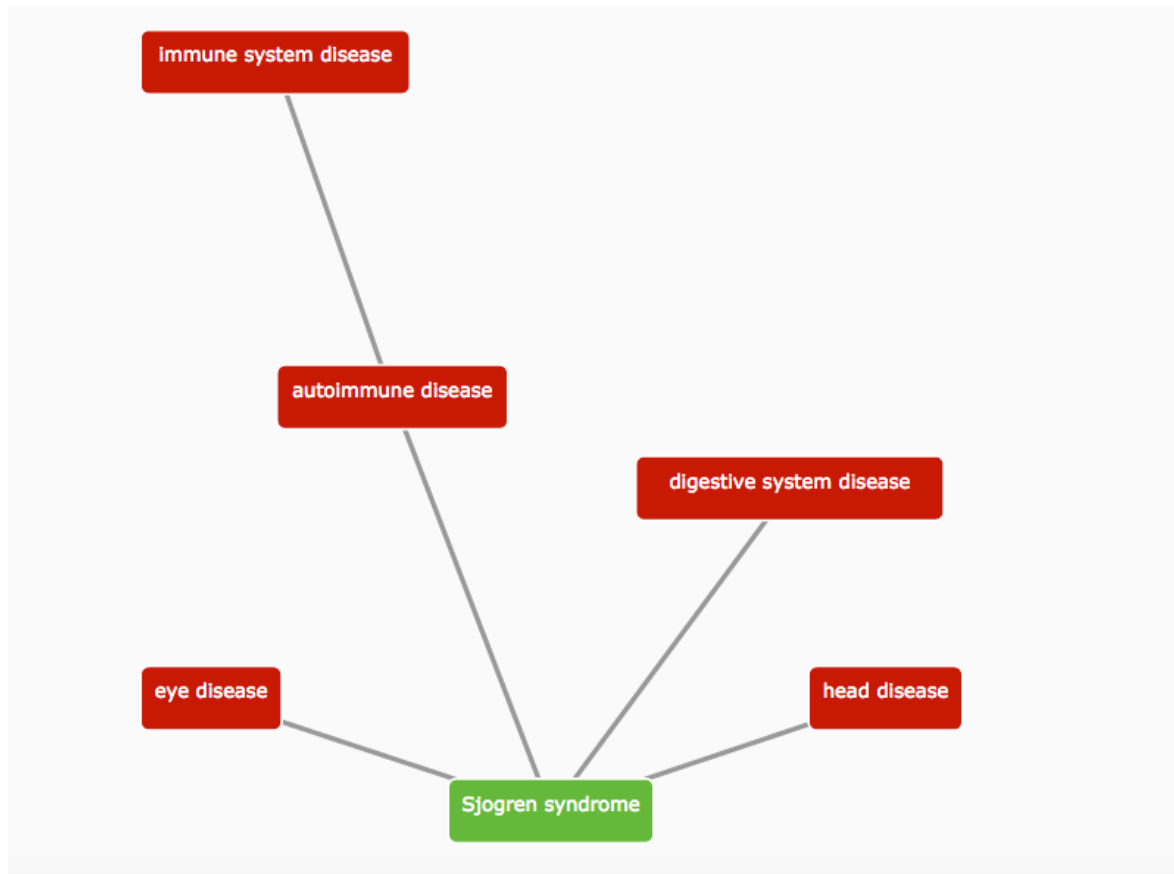 immune system disease
autoimmune disease
digestive system disease
eye disease
head disease
Sjogren syndrome